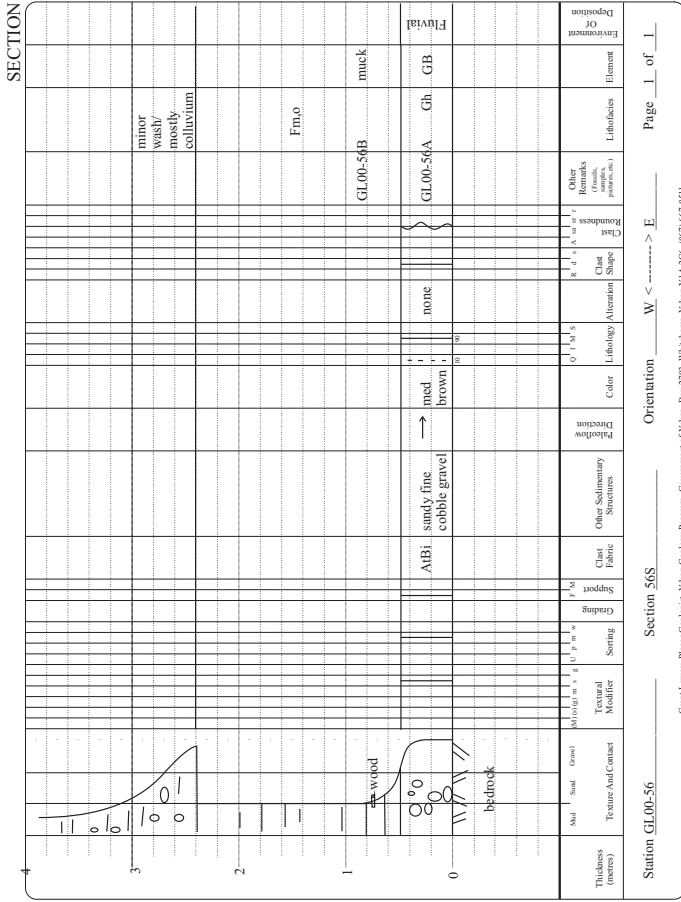 SECTION
4
3
2
1
0
minor
wash/
mostly
colluvium
Fm,o
GL00-56B
muck
wood
bedrock
AtBi
sandy fine
cobble gravel
→
med
brown
10
90
none
GL00-56A
Gh
GB
Fluvial
Thickness
(metres)
Mud
Sand
Gravel
Texture And Contact
(M) (s) (g) m s g
Textural
Modifier
U p m w
Sorting
Grading
F M
Support
Clast
Fabric
Other Sedimentary
Structures
Paleoflow
Direction
Color
Q I M S
Lithology
Alteration
R d s
Clast
Shape
A sa sr r
Clast
Roundness
Other
Remarks
(Fossils,
samples,
pictures, etc.)
Lithofacies
Element
Environment
Of
Deposition
Station GL00-56
Section 56S
Orientation W < ------- > E
Page 1 of 1